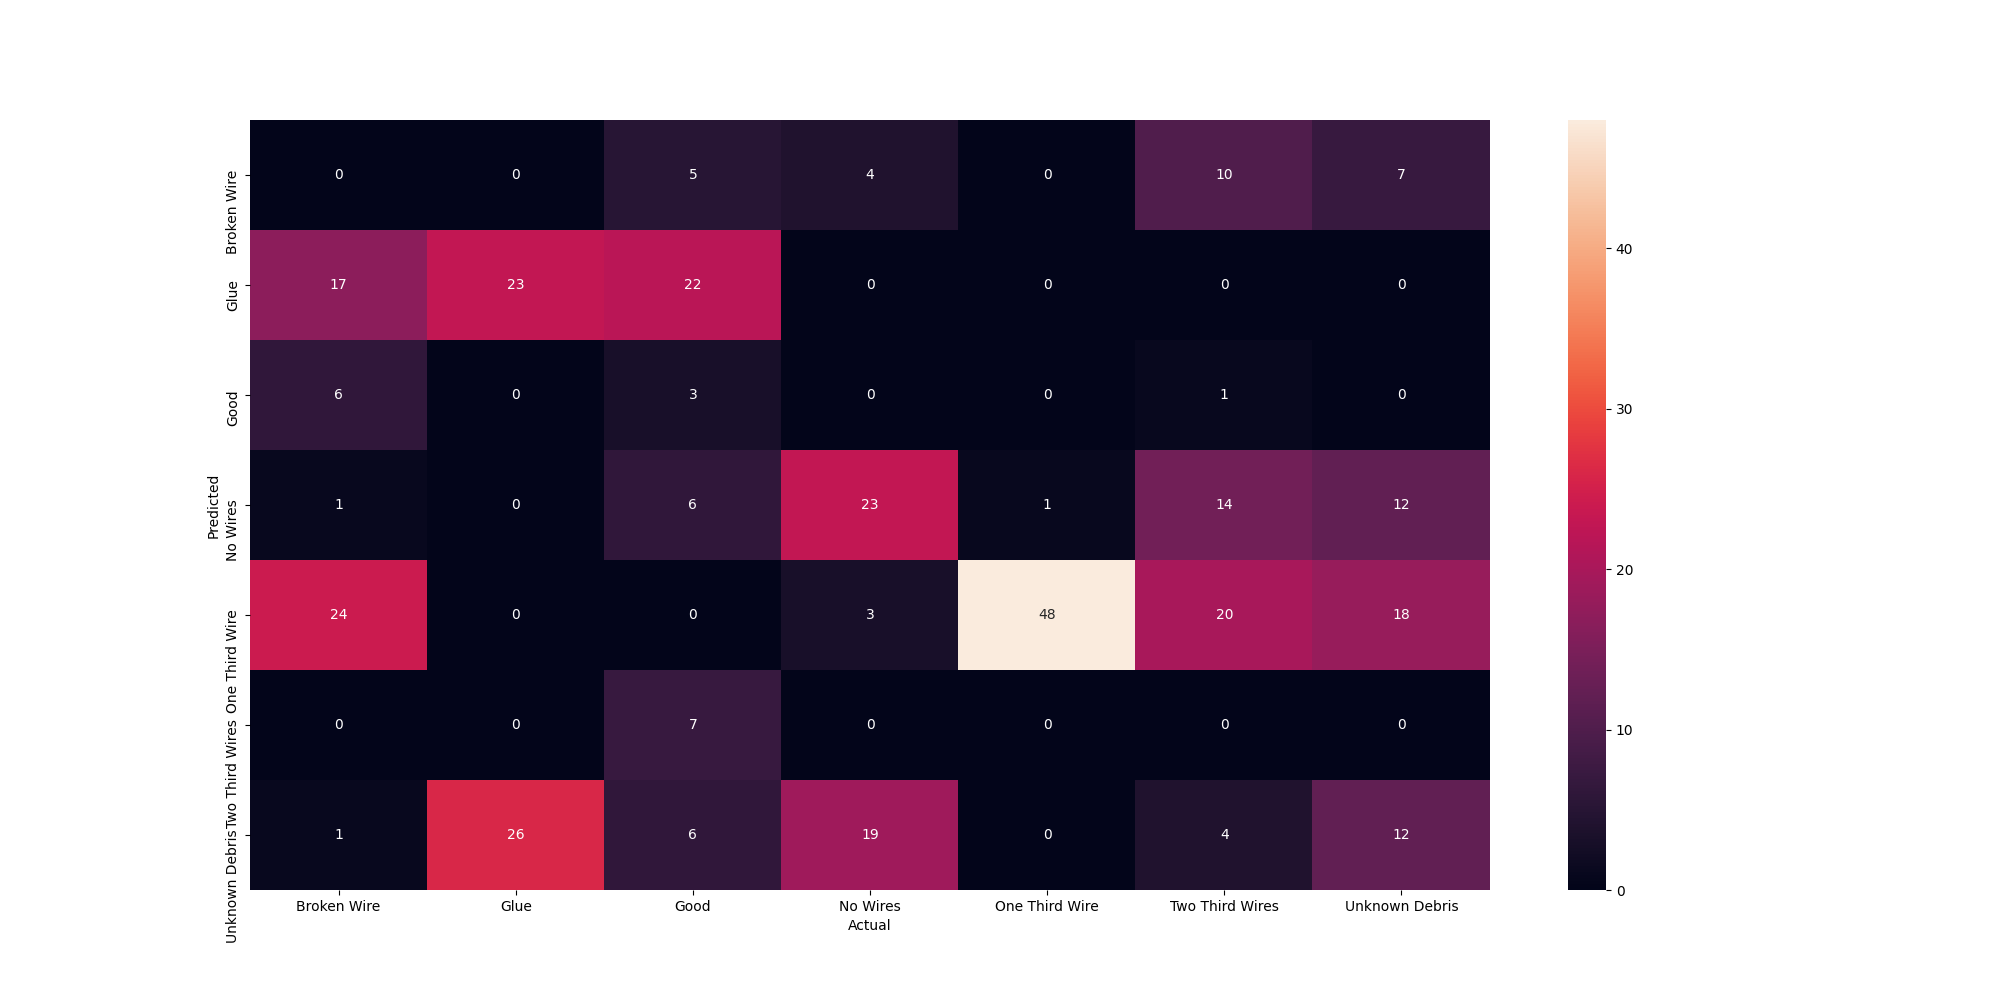 Predicted
Broken Wire 0 0 5 4 0 10 7
Glue 17 23 22 0 0 0 0
Good 6 0 3 0 0 1 0
No Wires 1 0 6 23 1 14 12
One Third Wire 24 0 0 3 48 20 18
Two Third Wires 0 0 7 0 0 0 0
Unknown Debris 1 26 6 19 0 4 12
Broken Wire Glue Good No Wires One Third Wire Two Third Wires Unknown Debris
Actual
40
30
20
10
0